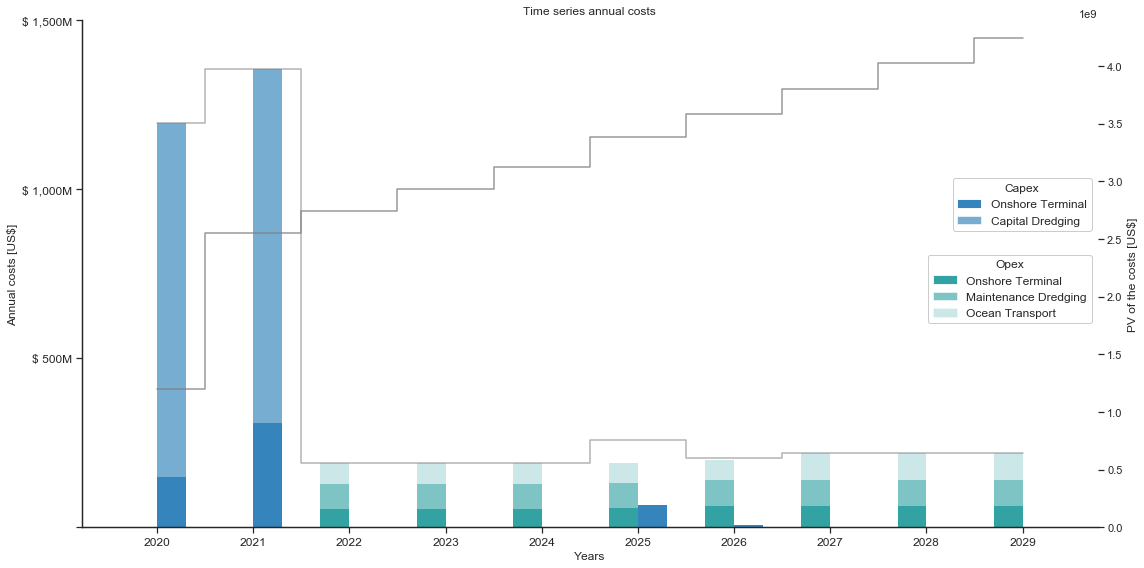 Time series annual costs
1e9
$ 1,500M
$ 1,000M
$ 500M
Annual costs [US$]
4.0
3.5
3.0
2.5
2.0
1.5
1.0
0.5
0.0
PV of the costs [US$]
Capex
Onshore Terminal
Capital Dredging
Opex
Onshore Terminal
Maintenance Dredging
Ocean Transport
2020 2021 2022 2023 2024 2025 2026 2027 2028 2029
Years